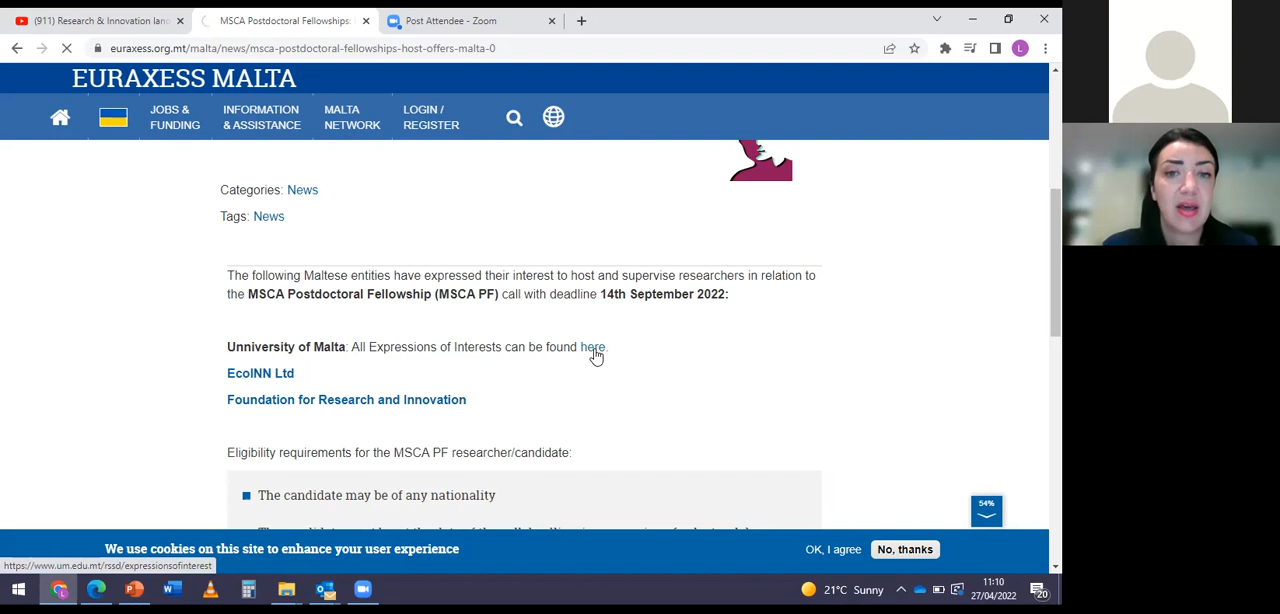 (911) Research & Innovation land
MSCA Postdoctoral Fellowships:
Post Attendee - Zoom
euraxess.org.mt/malta/news/msca-postdoctoral-fellowships-host-offers-malta-0
L
EURAXESS MALTA
JOBS & FUNDING
INFORMATION & ASSISTANCE
MALTA NETWORK
LOGIN / REGISTER
Categories: News
Tags: News
The following Maltese entities have expressed their interest to host and supervise researchers in relation to
the MSCA Postdoctoral Fellowship (MSCA PF) call with deadline 14th September 2022:
Unniversity of Malta: All Expressions of Interests can be found here.
EcoINN Ltd
Foundation for Research and Innovation
Eligibility requirements for the MSCA PF researcher/candidate:
The candidate may be of any nationality
54%
We use cookies on this site to enhance your user experience
OK, I agree
No, thanks
https://www.um.edu.mt/rssd/expressionsofinterest
21°C Sunny
11:10
27/04/2022
20